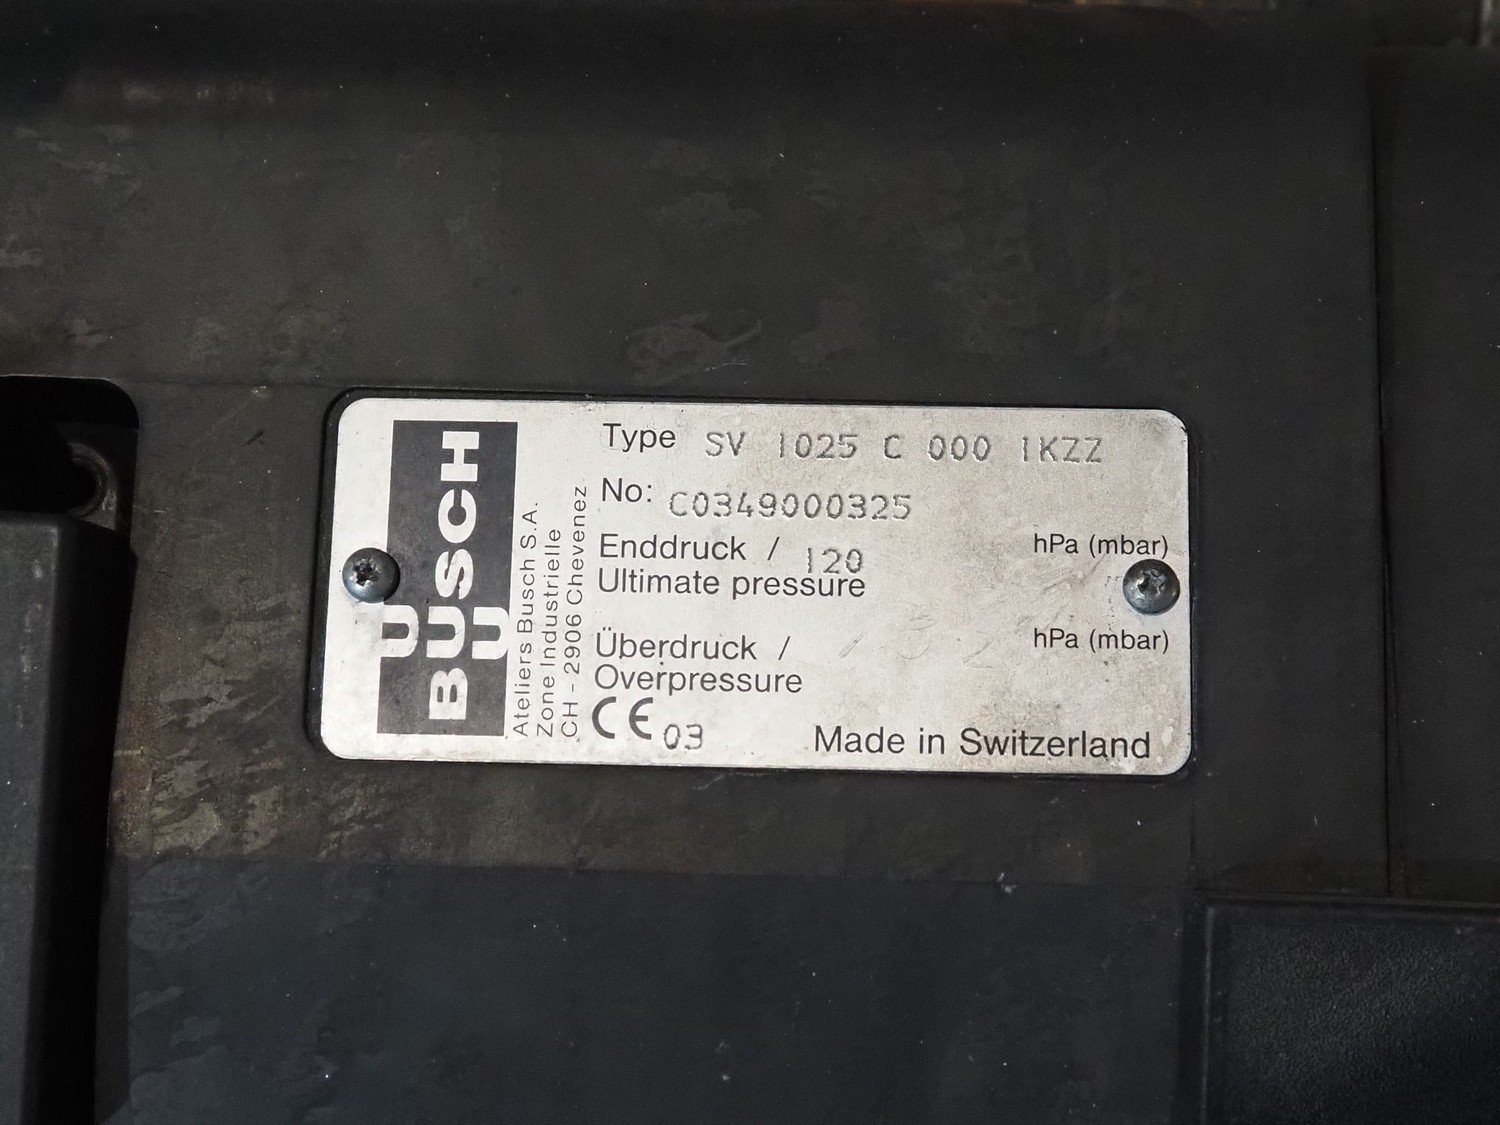 BUSCH
Ateliers Busch S.A.
Zone Industrielle
CH - 2906 Chevenez
Type SV 1025 C 000 1KZZ
No: C0349000325
Enddruck / 120 hPa (mbar)
Ultimate pressure
Überdruck / hPa (mbar)
Overpressure
CE 03
Made in Switzerland